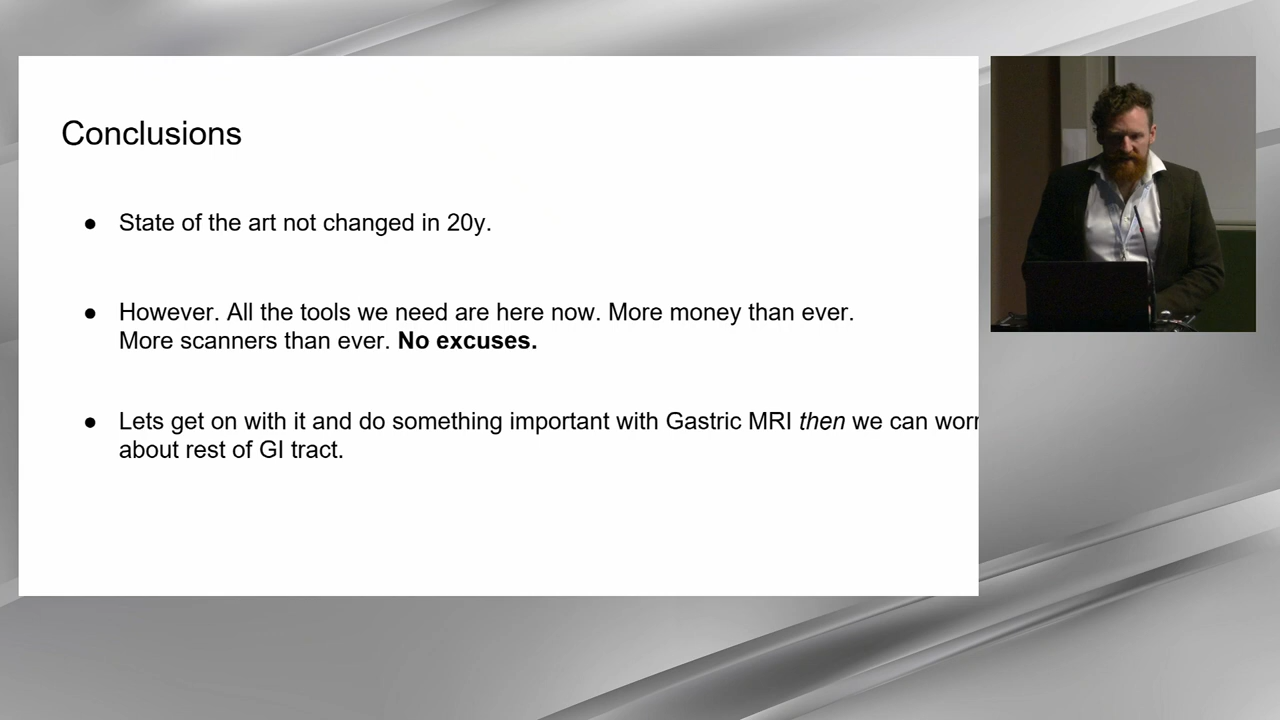 Conclusions
● State of the art not changed in 20y.
● However. All the tools we need are here now. More money than ever.
More scanners than ever. No excuses.
● Lets get on with it and do something important with Gastric MRI then we can worr
about rest of GI tract.